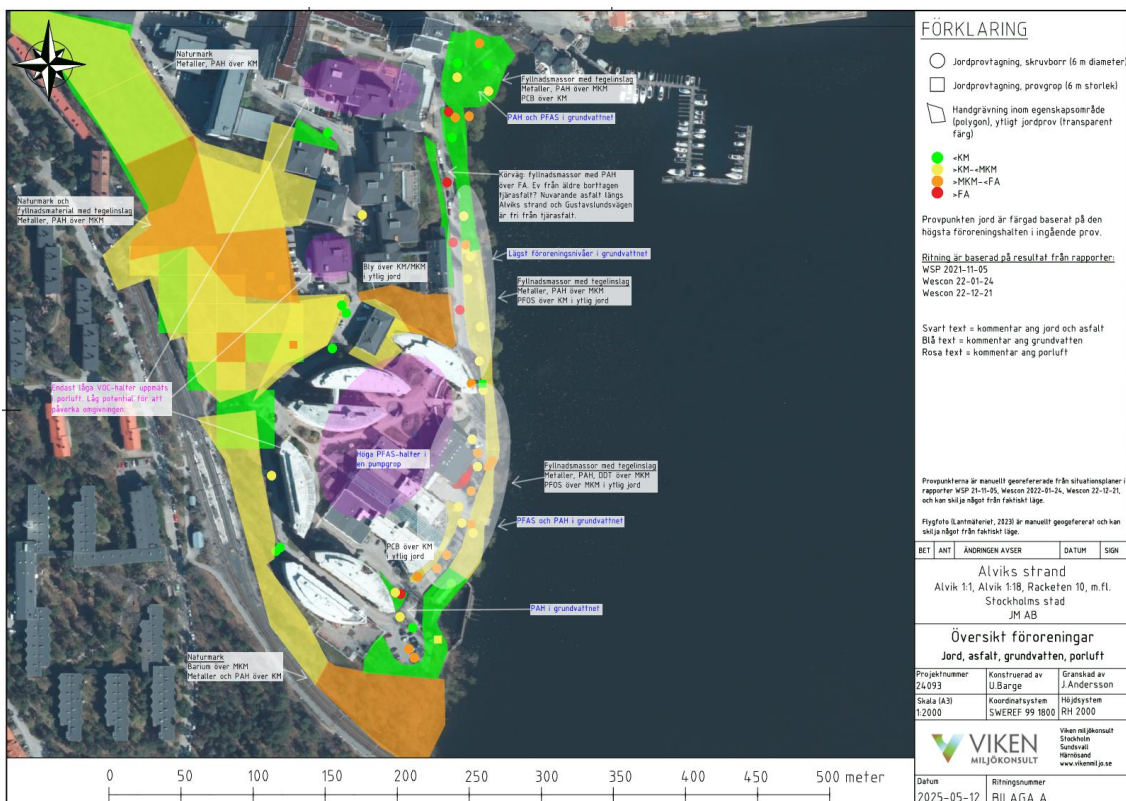 Naturmark
Metaller, PAH över KM
Fyllnadsmassor med tegelinslag
Metaller, PAH över MKM
PCB över KM
PAH och PFAS i grundvattnet
Körväg: fyllnadsmassor med PAH
över FA. Ev från äldre borttagen
tjärasfalt? Nuvarande asfalt längs
Alviks strand och Gustavslundsvägen
är fri från tjärasfalt.
Naturmark och
fyllnadsmaterial med tegelinslag
Metaller, PAH över MKM
Lägst föroreningsnivåer i grundvattnet
Bly över KM/MKM
i ytlig jord
Fyllnadsmassor med tegelinslag
Metaller, PAH över MKM
PFOS över KM i ytlig jord
Endast låga VOC-halter uppmäts
i porluft. Låg potential för att
påverka omgivningen.
Höga PFAS-halter i
en pumpgrop
Fyllnadsmassor med tegelinslag
Metaller, PAH, DDT över MKM
PFOS över MKM i ytlig jord
PFAS och PAH i grundvattnet
PCB över KM
i ytlig jord
PAH i grundvattnet
Naturmark
Barium över MKM
Metaller och PAH över KM
0 50 100 150 200 250 300 350 400 450 500 meter
FÖRKLARING
Jordprovtagning, skruvborr (6 m diameter)
Jordprovtagning, provgrop (6 m storlek)
Handgrävning inom egenskapsområde
(polygon), ytligt jordprov (transparent
färg)
<KM
>KM-<MKM
>MKM-<FA
>FA
Provpunkten jord är färgad baserat på den
högsta föroreningshalten i ingående prov.
Ritning är baserad på resultat från rapporter:
WSP 2021-11-05
Wescon 22-01-24
Wescon 22-12-21
Svart text = kommentar ang jord och asfalt
Blå text = kommentar ang grundvatten
Rosa text = kommentar ang porluft
Provpunkterna är manuellt georefererade från situationsplaner i
rapporter WSP 21-11-05, Wescon 2022-01-24, Wescon 22-12-21,
och kan skilja något från faktiskt läge.
Flygfoto (Lantmäteriet, 2023) är manuellt geogefererat och kan
skilja något från faktiskt läge.
BET ANT ÄNDRINGEN AVSER DATUM SIGN
Alviks strand
Alvik 1:1, Alvik 1:18, Racketen 10, m.fl.
Stockholms stad
JM AB
Översikt föroreningar
Jord, asfalt, grundvatten, porluft
Projektnummer Konstruerad av Granskad av
24093 U.Barge J.Andersson
Skala (A3) Koordinatsystem Höjdsystem
1:2000 SWEREF 99 1800 RH 2000
VIKEN
MILJÖKONSULT
Viken miljökonsult
Stockholm
Sundsvall
Härnösand
www.vikenmiljo.se
Datum Ritningsnummer
2025-05-12 BILAGA A